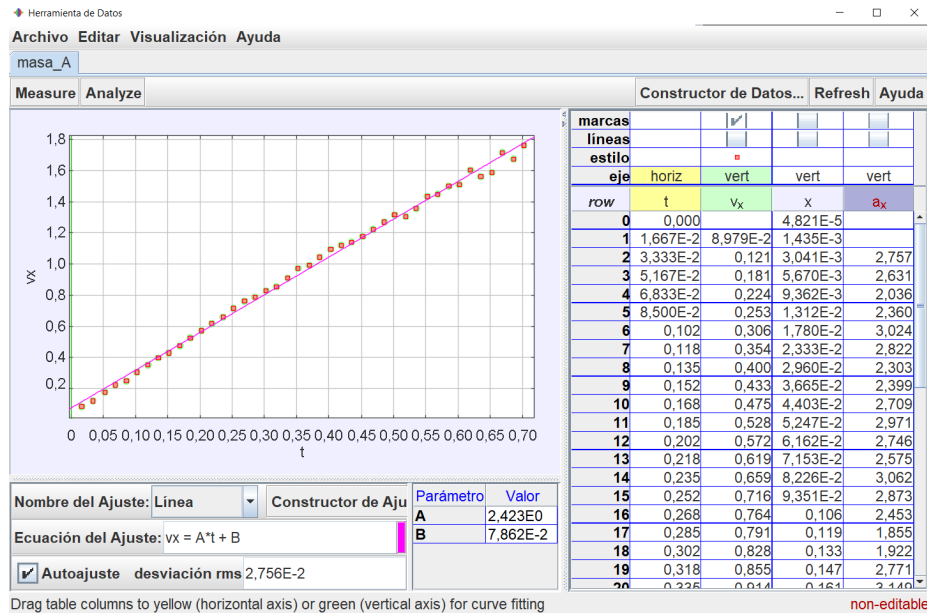 Herramienta de Datos
Archivo Editar Visualización Ayuda
masa_A
Measure Analyze Constructor de Datos... Refresh Ayuda
1,8
1,6
1,4
1,2
1,0
0,8
0,6
0,4
0,2
vx
0 0,05 0,10 0,15 0,20 0,25 0,30 0,35 0,40 0,45 0,50 0,55 0,60 0,65 0,70
t
marcas
líneas
estilo
eje horiz vert vert vert
row t vx x ax
0 0,000 4,821E-5
1 1,667E-2 8,979E-2 1,435E-3
2 3,333E-2 0,121 3,041E-3 2,757
3 5,167E-2 0,181 5,670E-3 2,631
4 6,833E-2 0,224 9,362E-3 2,036
5 8,500E-2 0,253 1,312E-2 2,360
6 0,102 0,306 1,780E-2 3,024
7 0,118 0,354 2,333E-2 2,822
8 0,135 0,400 2,960E-2 2,303
9 0,152 0,433 3,665E-2 2,399
10 0,168 0,475 4,403E-2 2,709
11 0,185 0,528 5,247E-2 2,971
12 0,202 0,572 6,162E-2 2,746
13 0,218 0,619 7,153E-2 2,575
14 0,235 0,659 8,226E-2 3,062
15 0,252 0,716 9,351E-2 2,873
16 0,268 0,764 0,106 2,453
17 0,285 0,791 0,119 1,855
18 0,302 0,828 0,133 1,922
19 0,318 0,855 0,147 2,771
20 0,335 0,914 0,161 3,149
Nombre del Ajuste: Línea Constructor de Aju
Ecuación del Ajuste: vx = A*t + B
Autoajuste desviación rms 2,756E-2
Parámetro Valor
A 2,423E0
B 7,862E-2
Drag table columns to yellow (horizontal axis) or green (vertical axis) for curve fitting non-editable